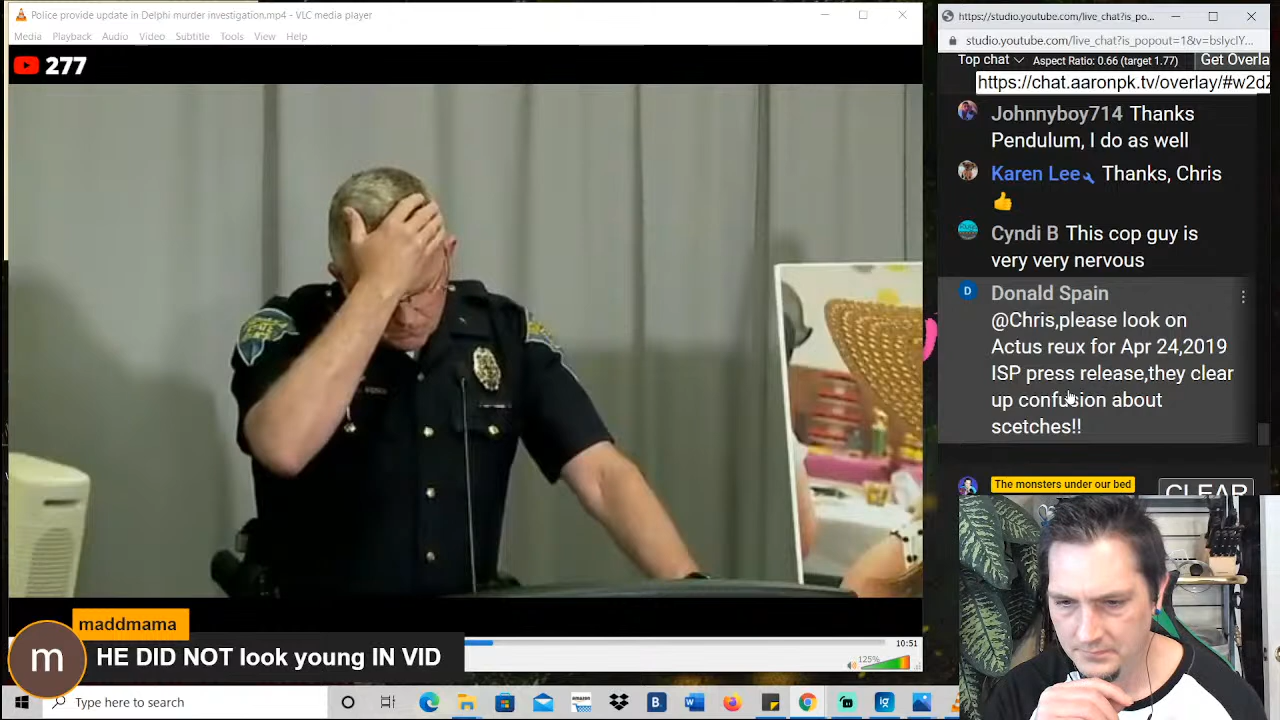 Police provide update in Delphi murder investigation.mp4 - VLC media player
Media Playback Audio Video Subtitle Tools View Help
277
maddmama
m
HE DID NOT look young IN VID
10:51
125%
Type here to search
https://studio.youtube.com/live_chat?is_po...
studio.youtube.com/live_chat?is_popout=1&v=bslyclY...
Top chat
Aspect Ratio: 0.66 (target 1.77)
Get Overla
https://chat.aaronpk.tv/overlay/#w2dZ
Johnnyboy714 Thanks
Pendulum, I do as well
Karen Lee Thanks, Chris
Cyndi B This cop guy is
very very nervous
D
Donald Spain
@Chris,please look on
Actus reux for Apr 24,2019
ISP press release,they clear
up confusion about
scetches!!
The monsters under our bed
CLEAR